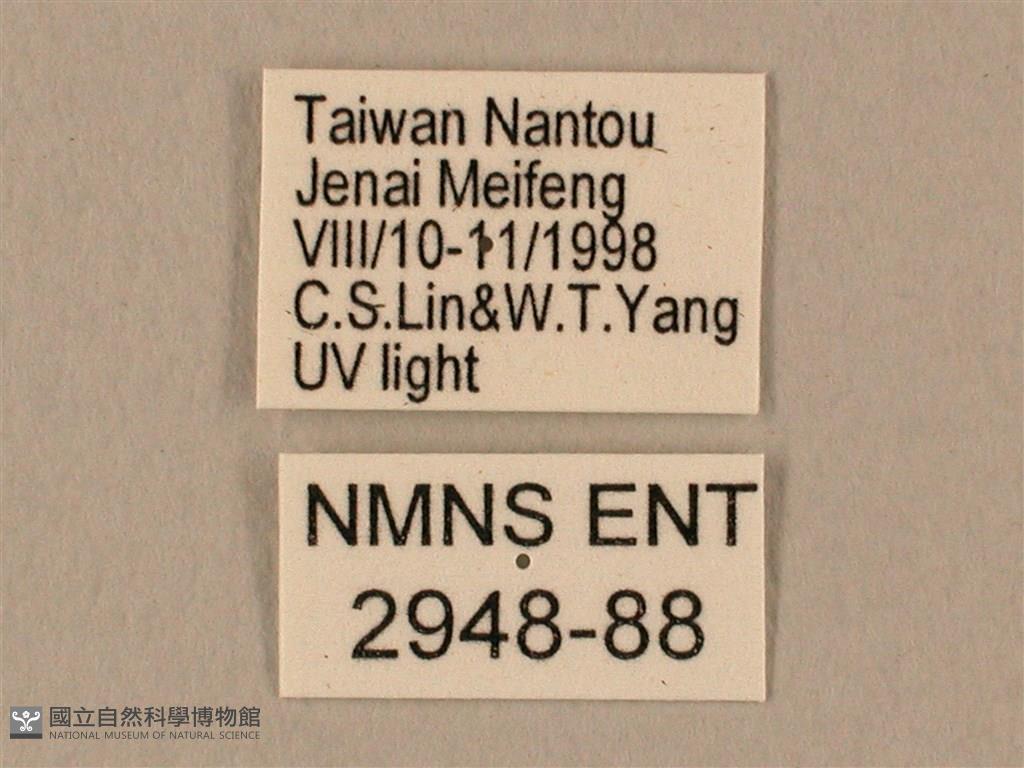 Taiwan Nantou
Jenai Meifeng
VIII/10-11/1998
C.S.Lin&W.T.Yang
UV light
NMNS ENT
2948-88
國立自然科學博物館
NATIONAL MUSEUM OF NATURAL SCIENCE